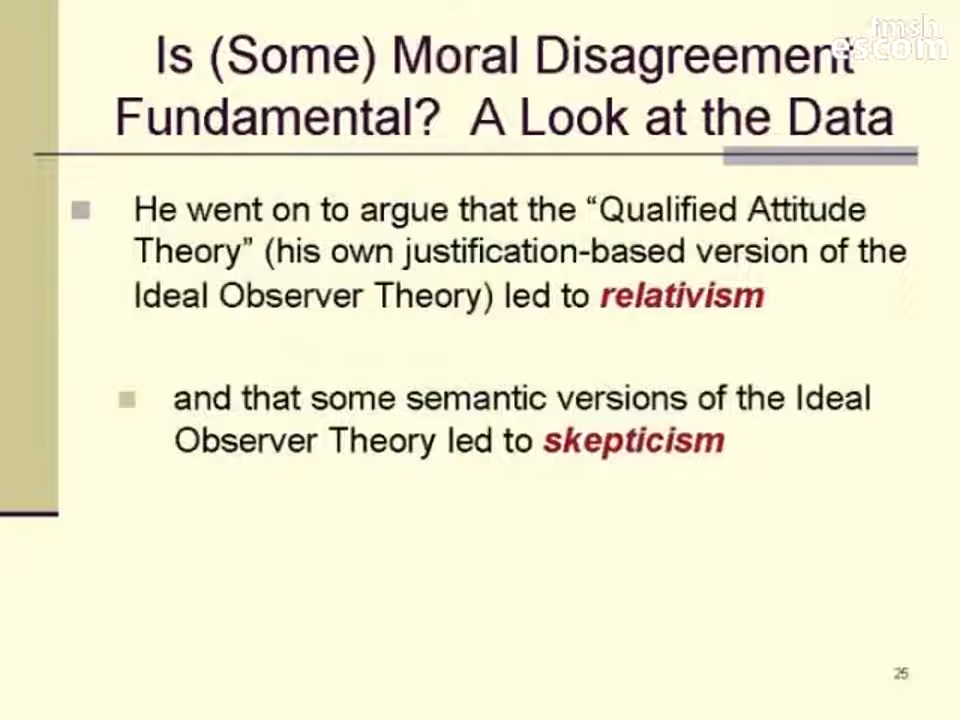 tmsh
escom
Is (Some) Moral Disagreement
Fundamental? A Look at the Data
He went on to argue that the “Qualified Attitude
Theory” (his own justification-based version of the
Ideal Observer Theory) led to relativism
and that some semantic versions of the Ideal
Observer Theory led to skepticism
25